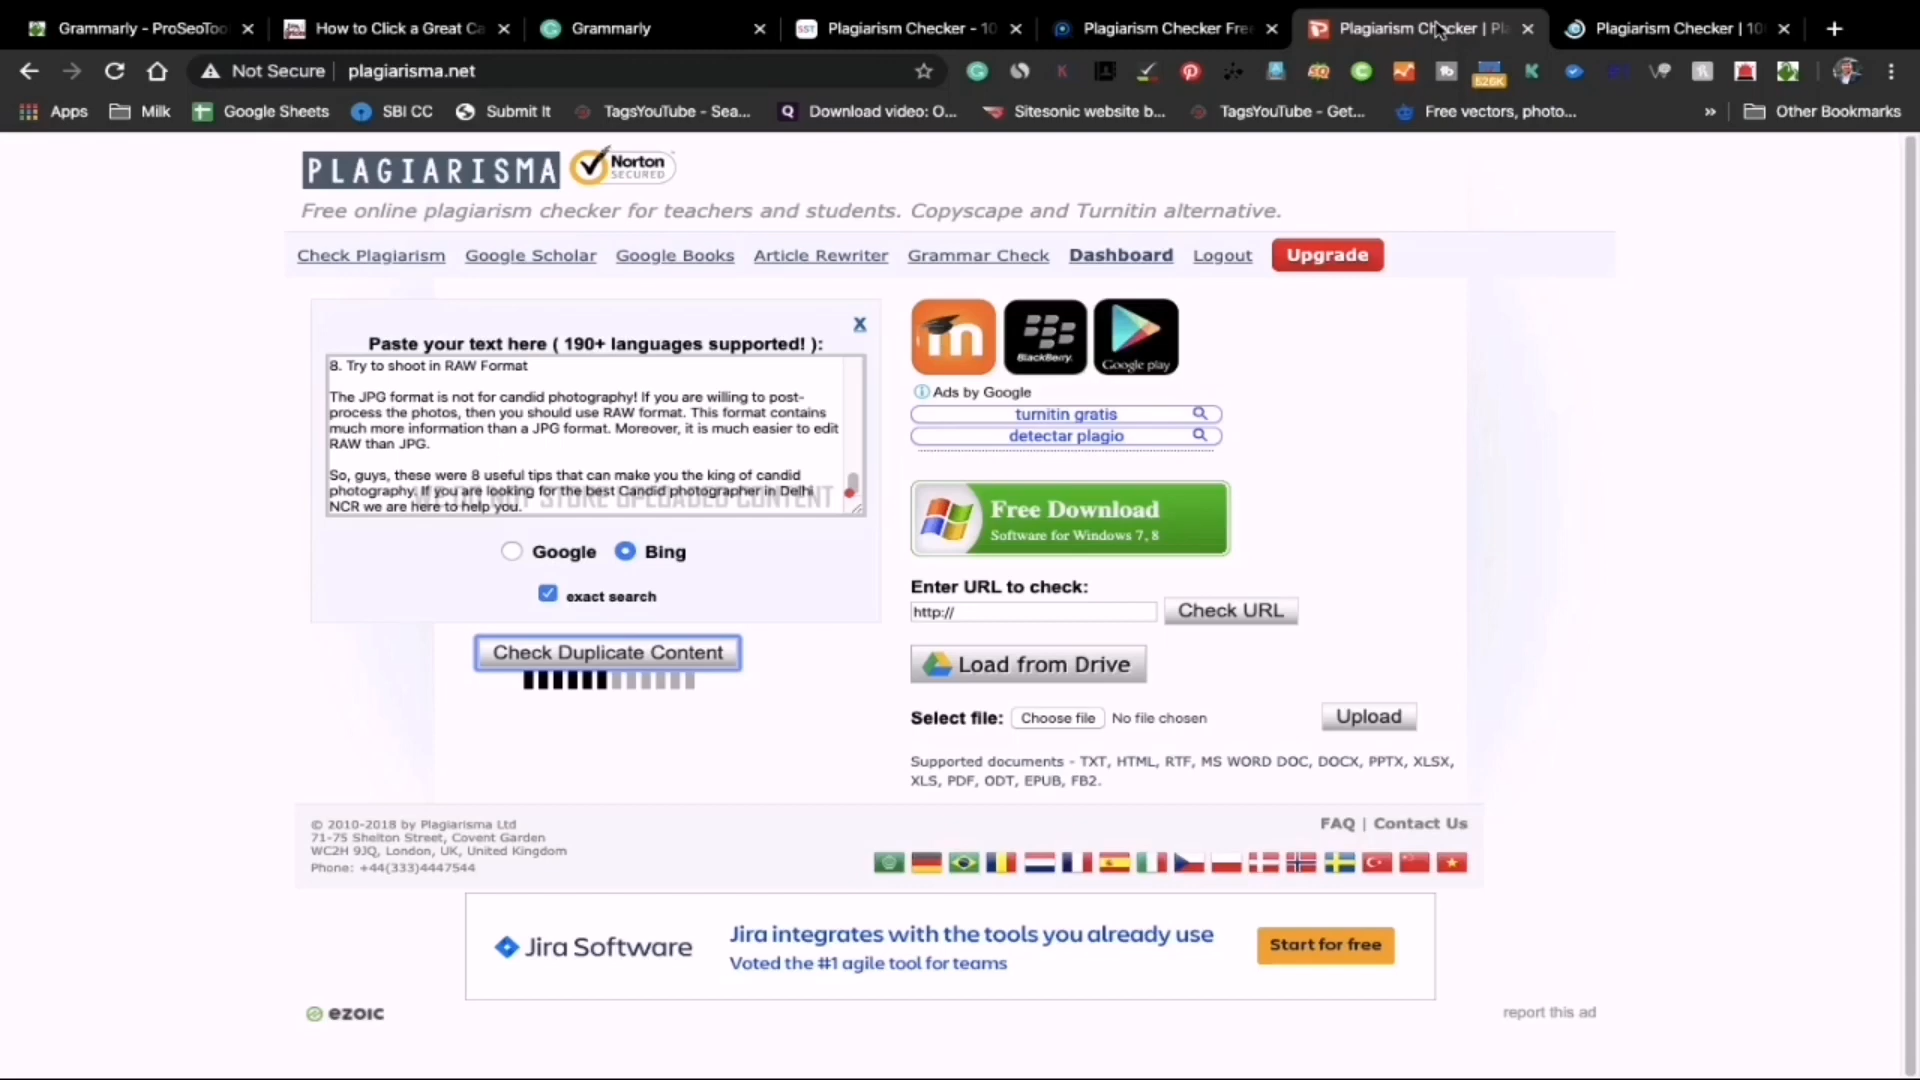 Grammarly - ProSeoToo
How to Click a Great Ca
Grammarly
Plagiarism Checker - 10
Plagiarism Checker Free
Plagiarism Checker | Pl
Plagiarism Checker | 10
Not Secure
plagiarisma.net
526K
Apps
Milk
Google Sheets
SBI CC
Submit It
TagsYouTube - Sea...
Download video: O...
Sitesonic website b...
TagsYouTube - Get...
Free vectors, photo...
»
Other Bookmarks
PLAGIARISMA
Norton
SECURED
Free online plagiarism checker for teachers and students. Copyscape and Turnitin alternative.
Check Plagiarism
Google Scholar
Google Books
Article Rewriter
Grammar Check
Dashboard
Logout
Upgrade
X
Paste your text here ( 190+ languages supported! ):
8. Try to shoot in RAW Format
The JPG format is not for candid photography! If you are willing to post-
process the photos, then you should use RAW format. This format contains
much more information than a JPG format. Moreover, it is much easier to edit
RAW than JPG.
So, guys, these were 8 useful tips that can make you the king of candid
photography. If you are looking for the best Candid photographer in Delhi
NCR we are here to help you.
STORE UPLOADED CONTENT
Google
Bing
exact search
Check Duplicate Content
BlackBerry.
Google play
Ads by Google
turnitin gratis
detectar plagio
Free Download
Software for Windows 7, 8
Enter URL to check:
http://
Check URL
Load from Drive
Select file:
Choose file
No file chosen
Upload
Supported documents - TXT, HTML, RTF, MS WORD DOC, DOCX, PPTX, XLSX,
XLS, PDF, ODT, EPUB, FB2.
© 2010-2018 by Plagiarisma Ltd
71-75 Shelton Street, Covent Garden
WC2H 9JQ, London, UK, United Kingdom
Phone: +44(333)4447544
FAQ | Contact Us
Jira Software
Jira integrates with the tools you already use
Voted the #1 agile tool for teams
Start for free
ezoic
report this ad